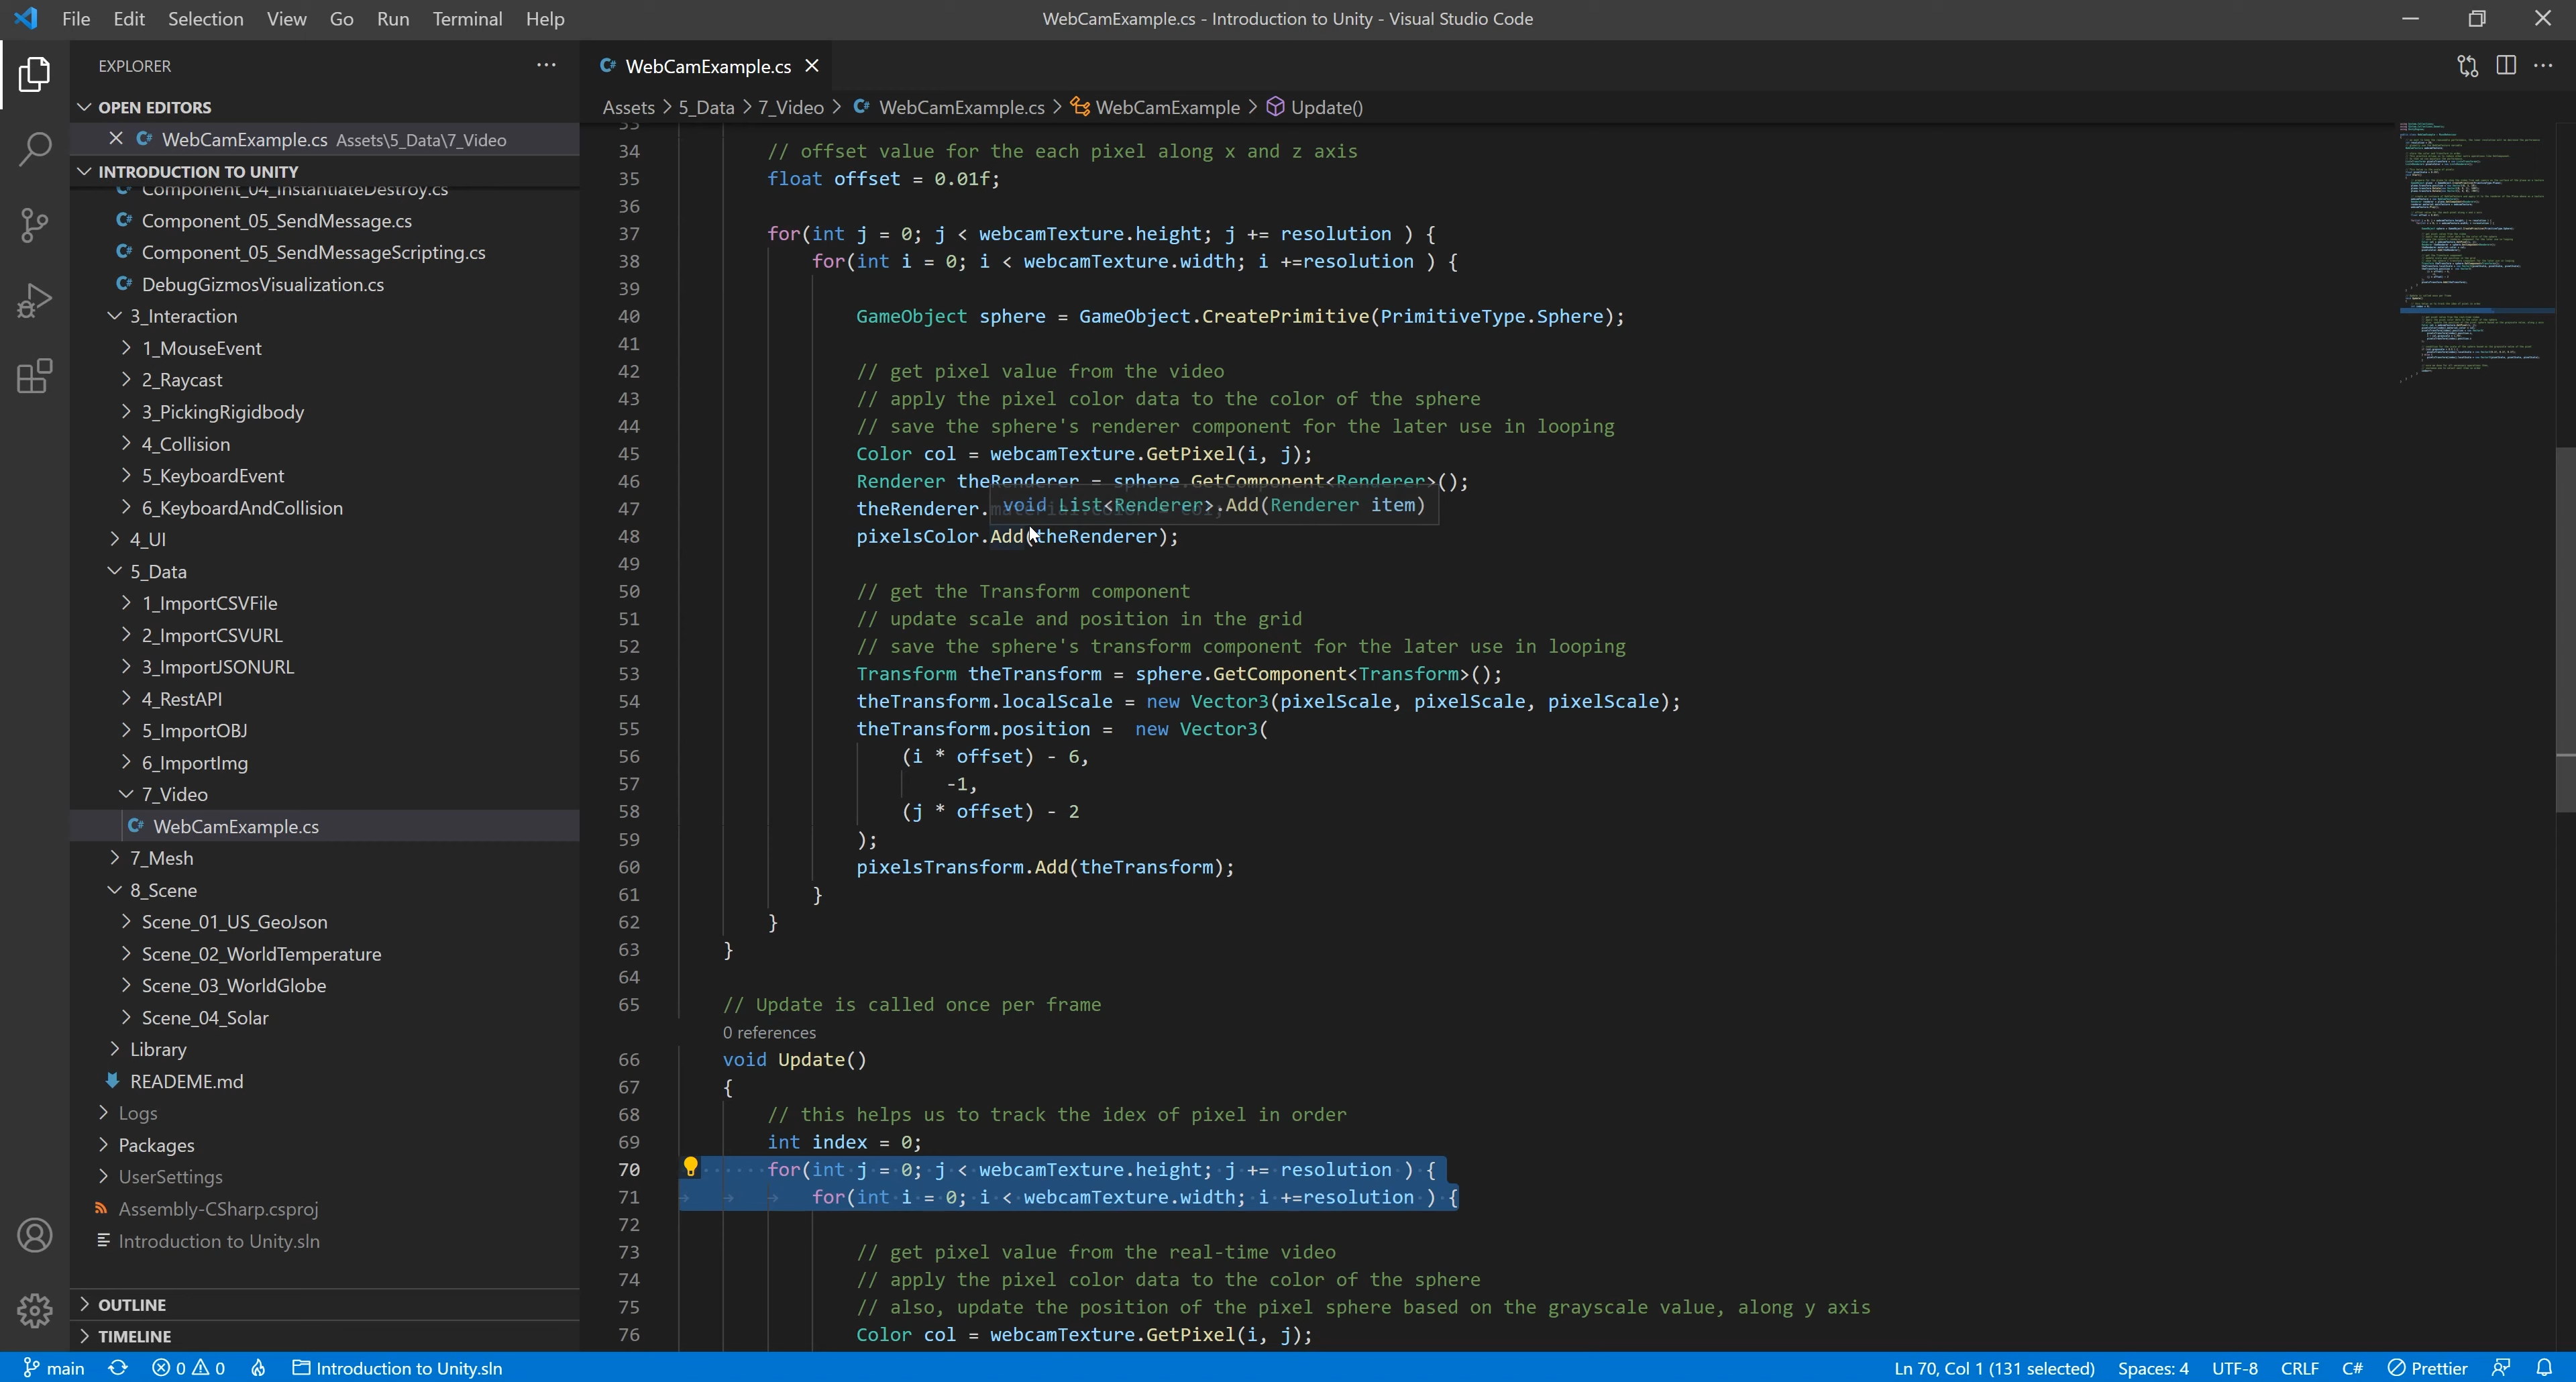 File Edit Selection View Go Run Terminal Help
WebCamExample.cs - Introduction to Unity - Visual Studio Code
EXPLORER
OPEN EDITORS
WebCamExample.cs Assets\5_Data\7_Video
INTRODUCTION TO UNITY
Component_04_InstantiateDestroy.cs
Component_05_SendMessage.cs
Component_05_SendMessageScripting.cs
DebugGizmosVisualization.cs
3_Interaction
1_MouseEvent
2_Raycast
3_PickingRigidbody
4_Collision
5_KeyboardEvent
6_KeyboardAndCollision
4_UI
5_Data
1_ImportCSVFile
2_ImportCSVURL
3_ImportJSONURL
4_RestAPI
5_ImportOBJ
6_ImportImg
7_Video
WebCamExample.cs
7_Mesh
8_Scene
Scene_01_US_GeoJson
Scene_02_WorldTemperature
Scene_03_WorldGlobe
Scene_04_Solar
Library
READEME.md
Logs
Packages
UserSettings
Assembly-CSharp.csproj
Introduction to Unity.sln
OUTLINE
TIMELINE
WebCamExample.cs
Assets > 5_Data > 7_Video > WebCamExample.cs > WebCamExample > Update()
33
34 // offset value for the each pixel along x and z axis
35 float offset = 0.01f;
36
37 for(int j = 0; j < webcamTexture.height; j += resolution ) {
38 for(int i = 0; i < webcamTexture.width; i +=resolution ) {
39
40 GameObject sphere = GameObject.CreatePrimitive(PrimitiveType.Sphere);
41
42 // get pixel value from the video
43 // apply the pixel color data to the color of the sphere
44 // save the sphere's renderer component for the later use in looping
45 Color col = webcamTexture.GetPixel(i, j);
46 Renderer theRenderer = sphere.GetComponent<Renderer>();
void List<Renderer>.Add(Renderer item)
47 theRenderer.material.color = col;
48 pixelsColor.Add(theRenderer);
49
50 // get the Transform component
51 // update scale and position in the grid
52 // save the sphere's transform component for the later use in looping
53 Transform theTransform = sphere.GetComponent<Transform>();
54 theTransform.localScale = new Vector3(pixelScale, pixelScale, pixelScale);
55 theTransform.position = new Vector3(
56 (i * offset) - 6,
57 -1,
58 (j * offset) - 2
59 );
60 pixelsTransform.Add(theTransform);
61 }
62 }
63 }
64
65 // Update is called once per frame
0 references
66 void Update()
67 {
68 // this helps us to track the idex of pixel in order
69 int index = 0;
70 for(int j = 0; j < webcamTexture.height; j += resolution ) {
71 for(int i = 0; i < webcamTexture.width; i +=resolution ) {
72
73 // get pixel value from the real-time video
74 // apply the pixel color data to the color of the sphere
75 // also, update the position of the pixel sphere based on the grayscale value, along y axis
76 Color col = webcamTexture.GetPixel(i, j);
main 0 0 Introduction to Unity.sln
Ln 70, Col 1 (131 selected) Spaces: 4 UTF-8 CRLF C# Prettier